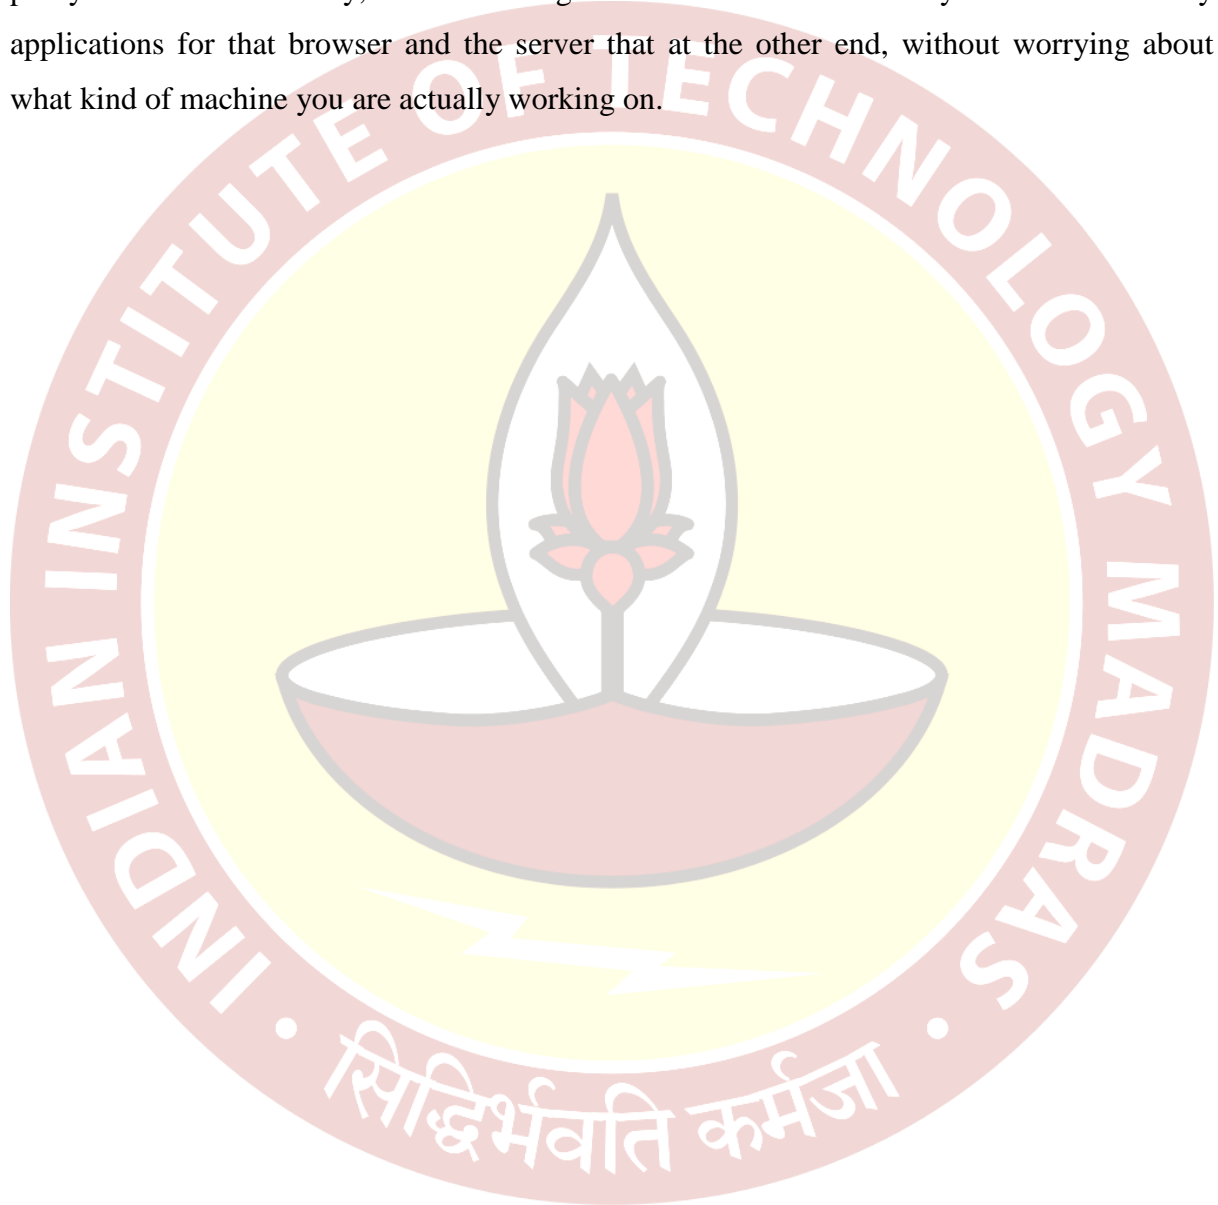 applications for that browser and the server that at the other end, without worrying about
what kind of machine you are actually working on.
INDIAN INSTITUTE OF TECHNOLOGY MADRAS
सिद्धिर्भवति कर्मजा